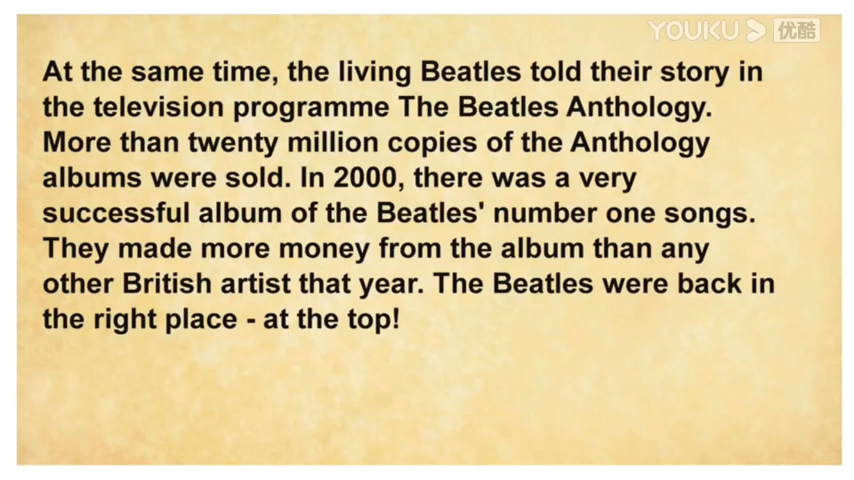 YOUKU 优酷
At the same time, the living Beatles told their story in
the television programme The Beatles Anthology.
More than twenty million copies of the Anthology
albums were sold. In 2000, there was a very
successful album of the Beatles' number one songs.
They made more money from the album than any
other British artist that year. The Beatles were back in
the right place - at the top!